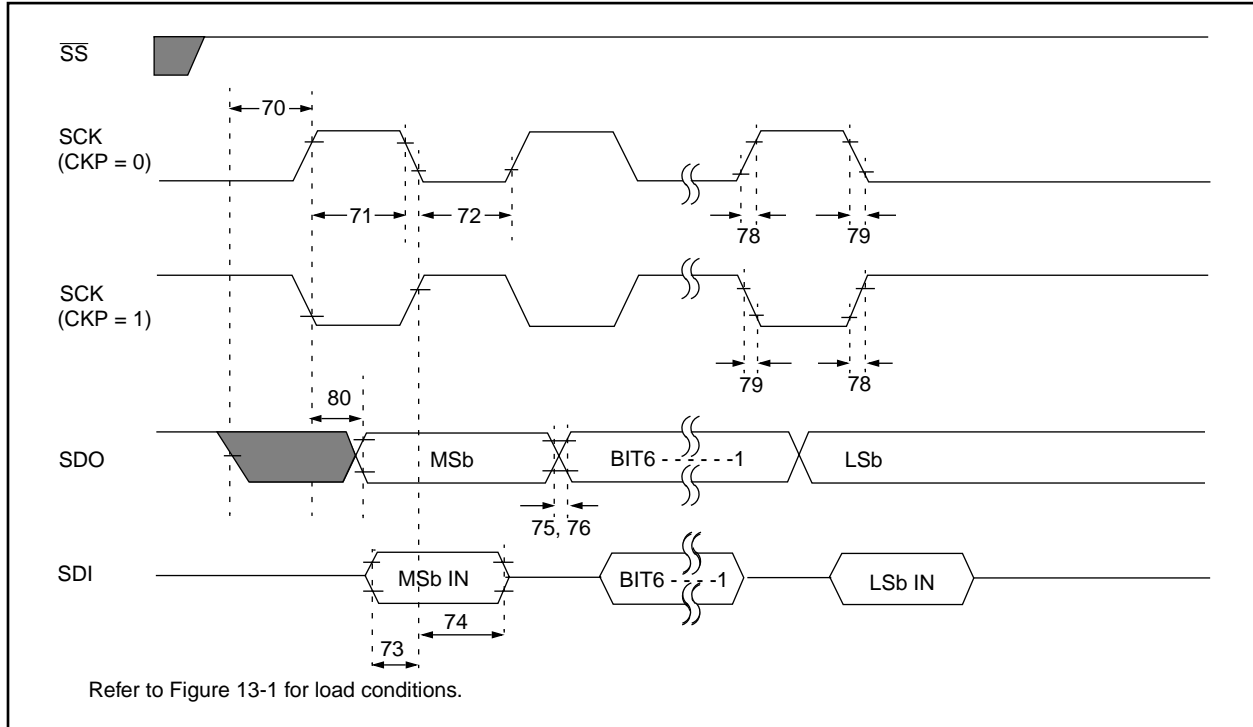 SS
70
SCK
(CKP = 0)
71
72
78
79
SCK
(CKP = 1)
79
78
80
SDO
MSb
BIT6 - - - - - -1
LSb
75, 76
SDI
MSb IN
BIT6 - - - - -1
LSb IN
74
73
Refer to Figure 13-1 for load conditions.